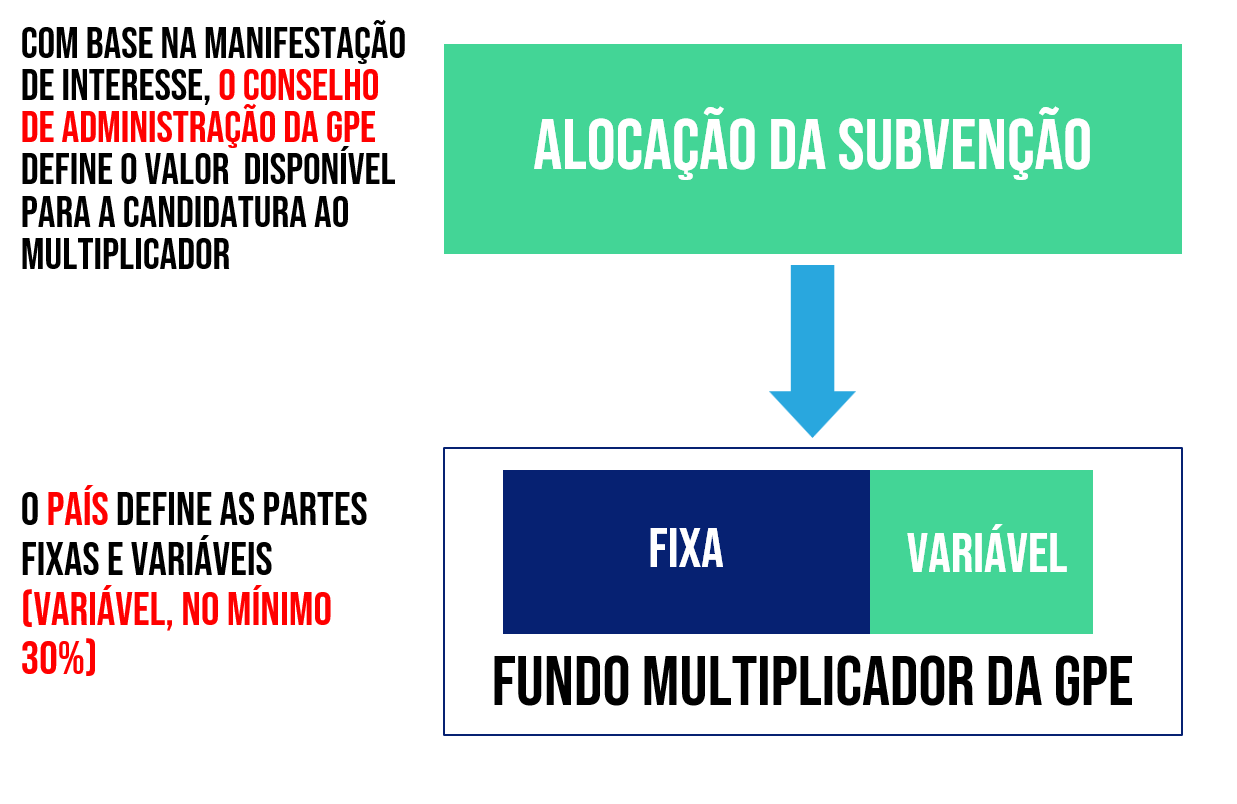 COM BASE NA MANIFESTAÇÃO
DE INTERESSE, O CONSELHO
DE ADMINISTRAÇÃO DA GPE
DEFINE O VALOR DISPONÍVEL
PARA A CANDIDATURA AO
MULTIPLICADOR
ALOCAÇÃO DA SUBVENÇÃO
O PAÍS DEFINE AS PARTES
FIXAS E VARIÁVEIS
(VARIÁVEL, NO MÍNIMO
30%)
FIXA
VARIÁVEL
FUNDO MULTIPLICADOR DA GPE